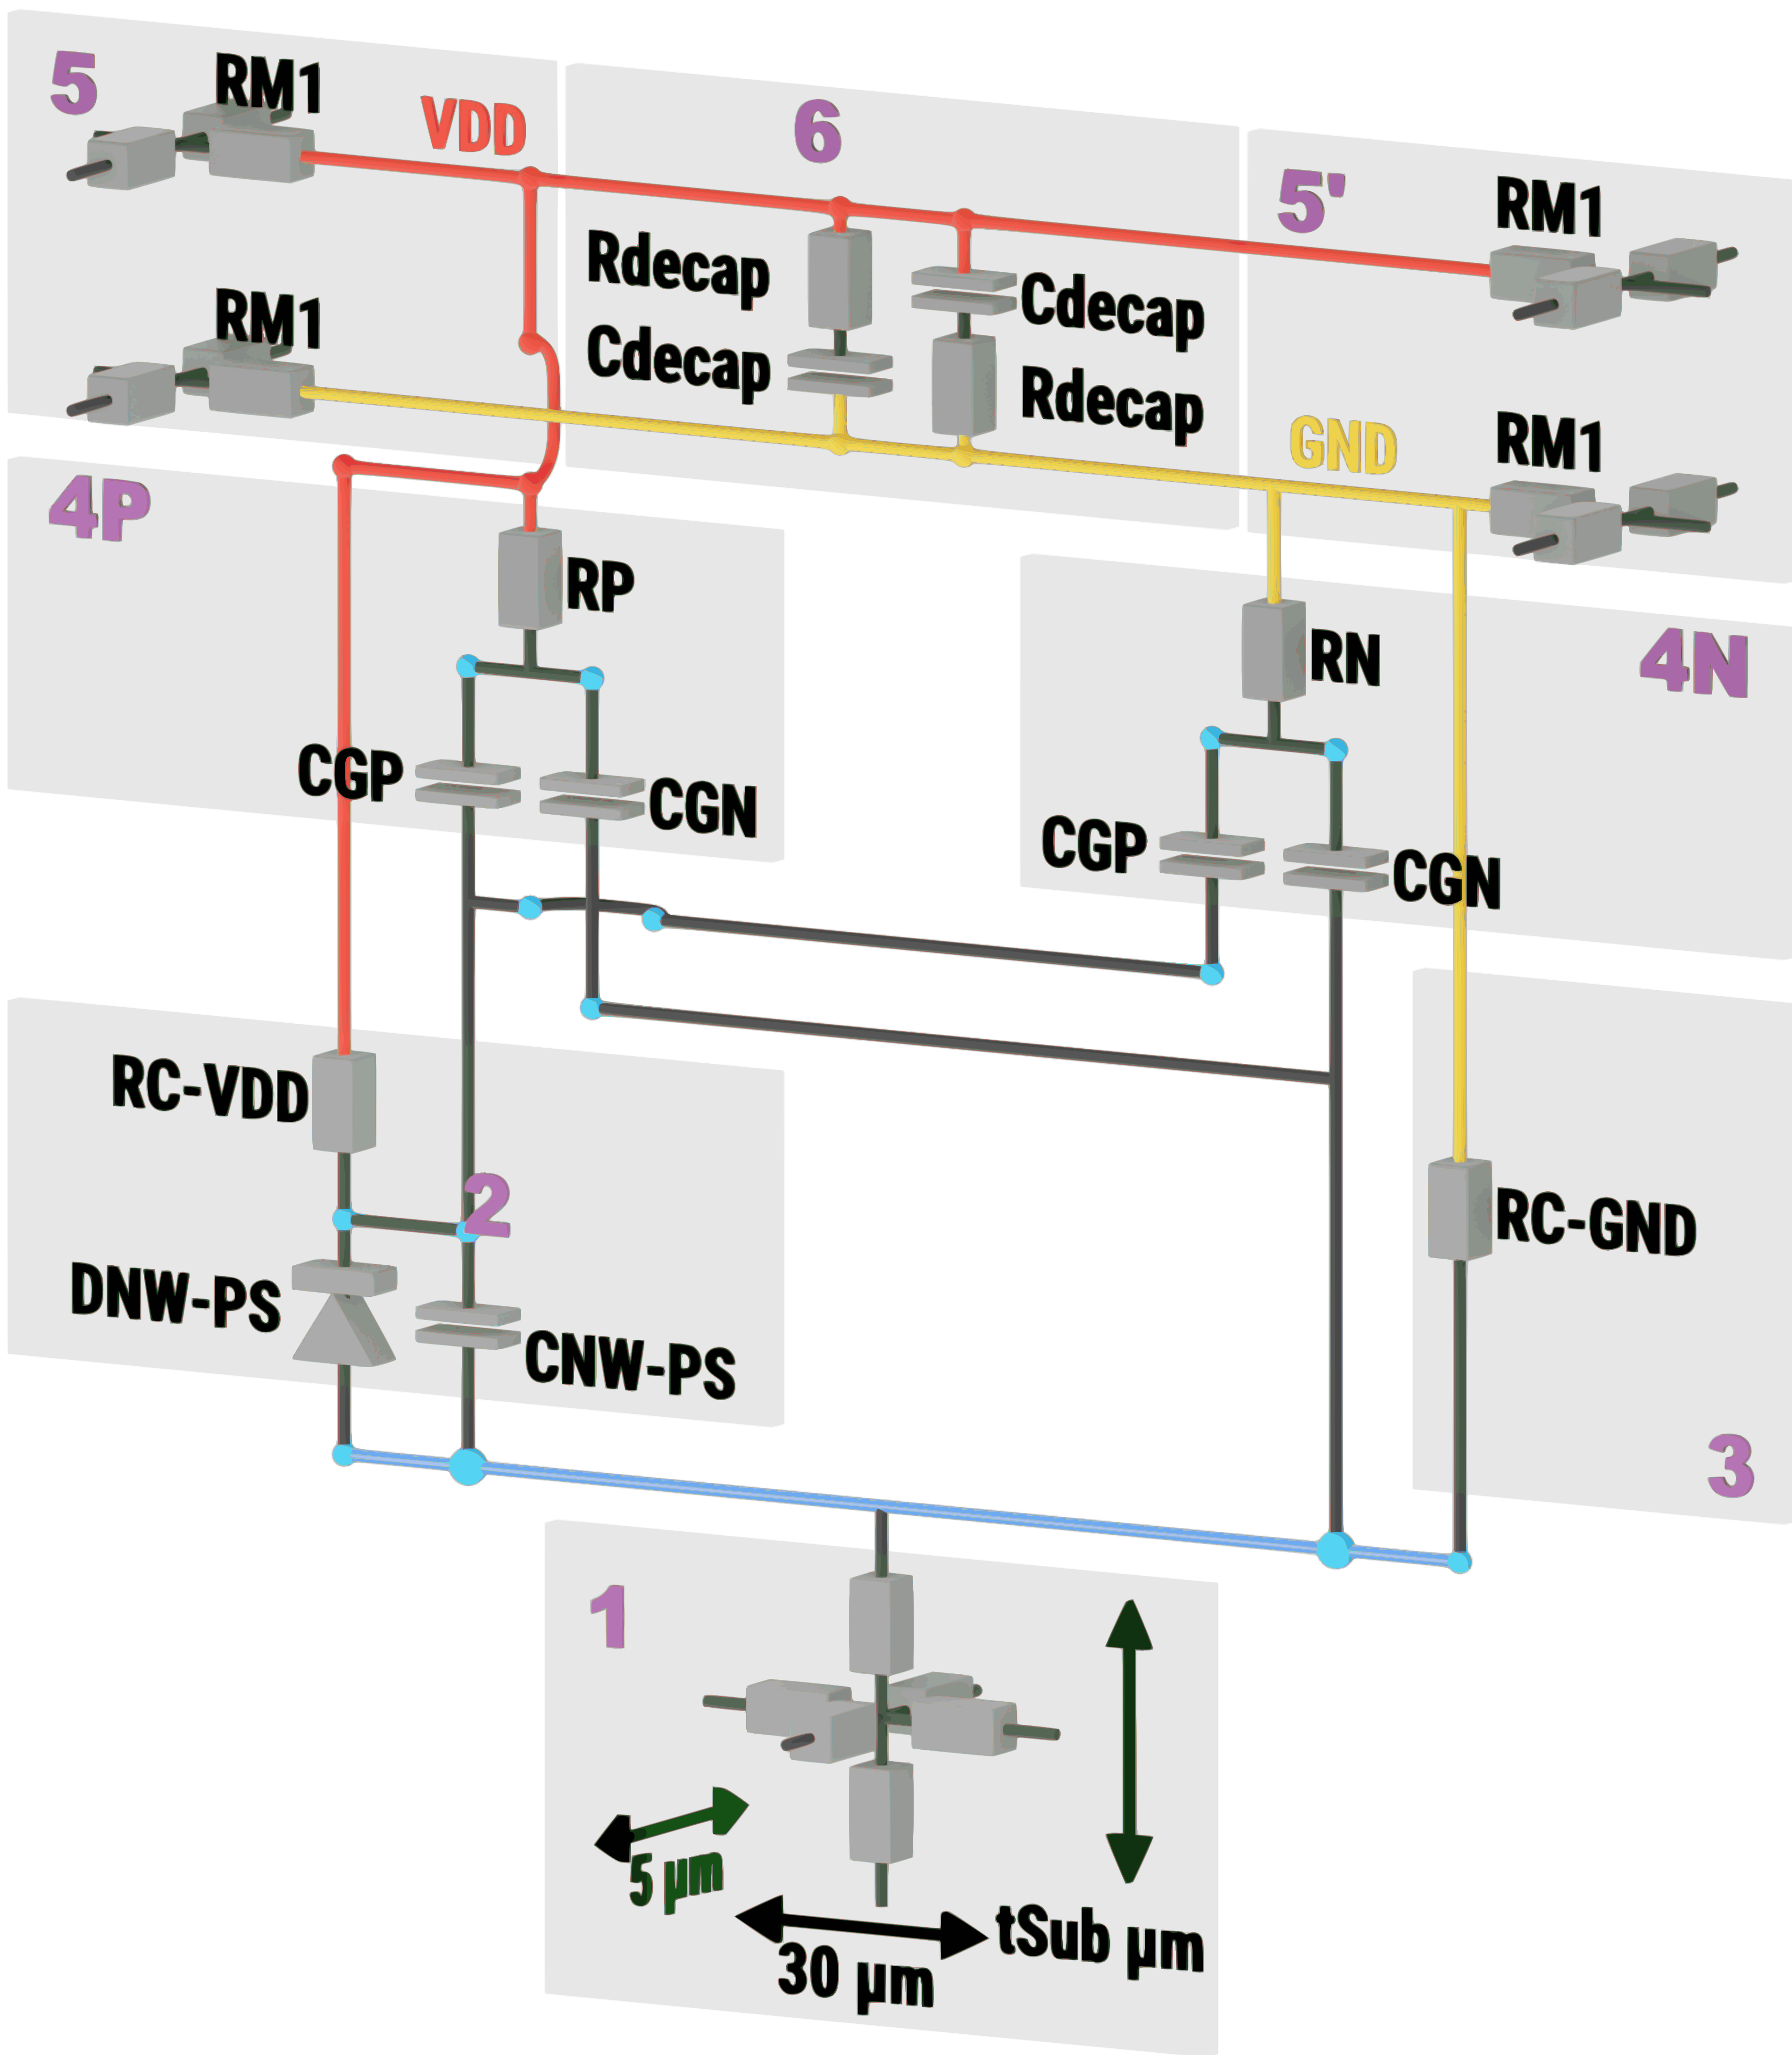 5
RM1
VDD
6
5'
RM1
Rdecap
Cdecap
RM1
Cdecap
Rdecap
GND
RM1
4P
RP
RN
4N
CGP
CGN
CGP
CGN
RC-VDD
2
RC-GND
DNW-PS
CNW-PS
3
1
5 µm
30 µm
tSub µm